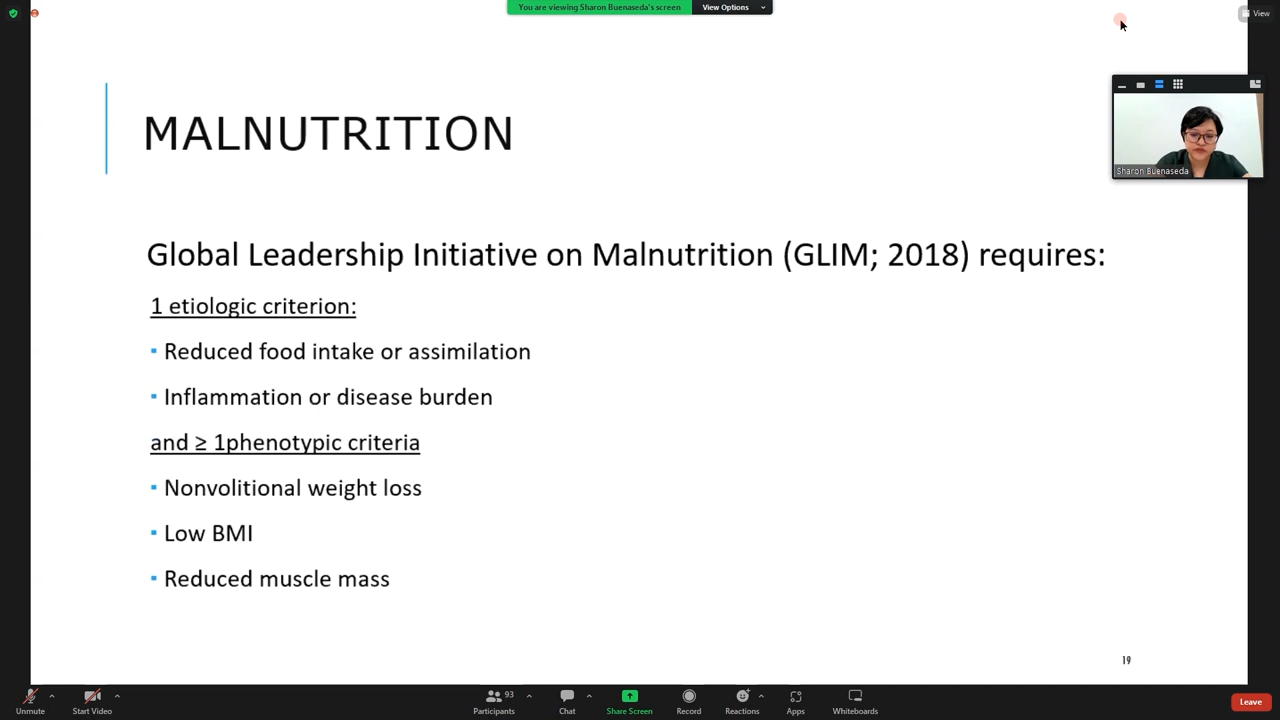 You are viewing Sharon Buenaseda's screen
View Options
View
MALNUTRITION
Sharon Buenaseda
Global Leadership Initiative on Malnutrition (GLIM; 2018) requires:
1 etiologic criterion:
▪ Reduced food intake or assimilation
▪ Inflammation or disease burden
and ≥ 1phenotypic criteria
▪ Nonvolitional weight loss
▪ Low BMI
▪ Reduced muscle mass
19
Unmute
Start Video
Participants
93
Chat
Share Screen
Record
Reactions
Apps
Whiteboards
Leave